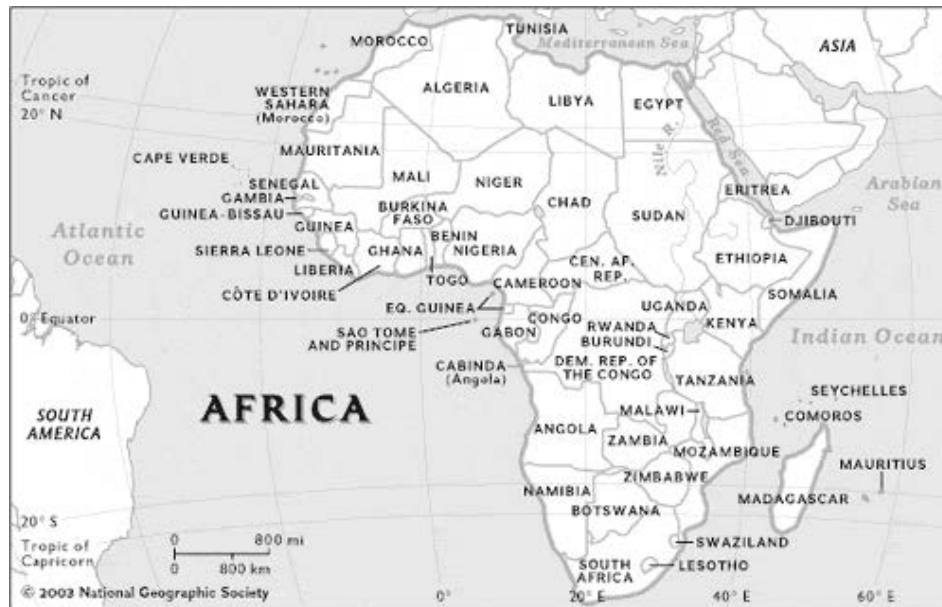 TUNISIA
MOROCCO
Mediterranean Sea
ASIA
Tropic of
Cancer
20° N
WESTERN
SAHARA
(Morocco)
ALGERIA
LIBYA
EGYPT
Nile R.
Red Sea
MAURITANIA
CAPE VERDE
MALI
NIGER
SENEGAL
GAMBIA
CHAD
ERITREA
Arabian
Sea
GUINEA-BISSAU
BURKINA
FASO
SUDAN
DJIBOUTI
GUINEA
BENIN
Atlantic
Ocean
SIERRA LEONE
GHANA
NIGERIA
ETHIOPIA
LIBERIA
CEN. AF.
REP.
TOGO
CAMEROON
CÔTE D'IVOIRE
SOMALIA
EQ. GUINEA
UGANDA
0° Equator
CONGO
KENYA
SAO TOME
AND PRINCIPE
GABON
RWANDA
BURUNDI
Indian Ocean
DEM. REP. OF
THE CONGO
CABINDA
(Angola)
TANZANIA
SEYCHELLES
AFRICA
SOUTH
AMERICA
MALAWI
COMOROS
ANGOLA
ZAMBIA
MOZAMBIQUE
MAURITIUS
ZIMBABWE
NAMIBIA
MADAGASCAR
BOTSWANA
20° S
Tropic of
Capricorn
0 800 mi
0 800 km
SWAZILAND
SOUTH
AFRICA
LESOTHO
© 2003 National Geographic Society
0° 20° E 40° E 60° E